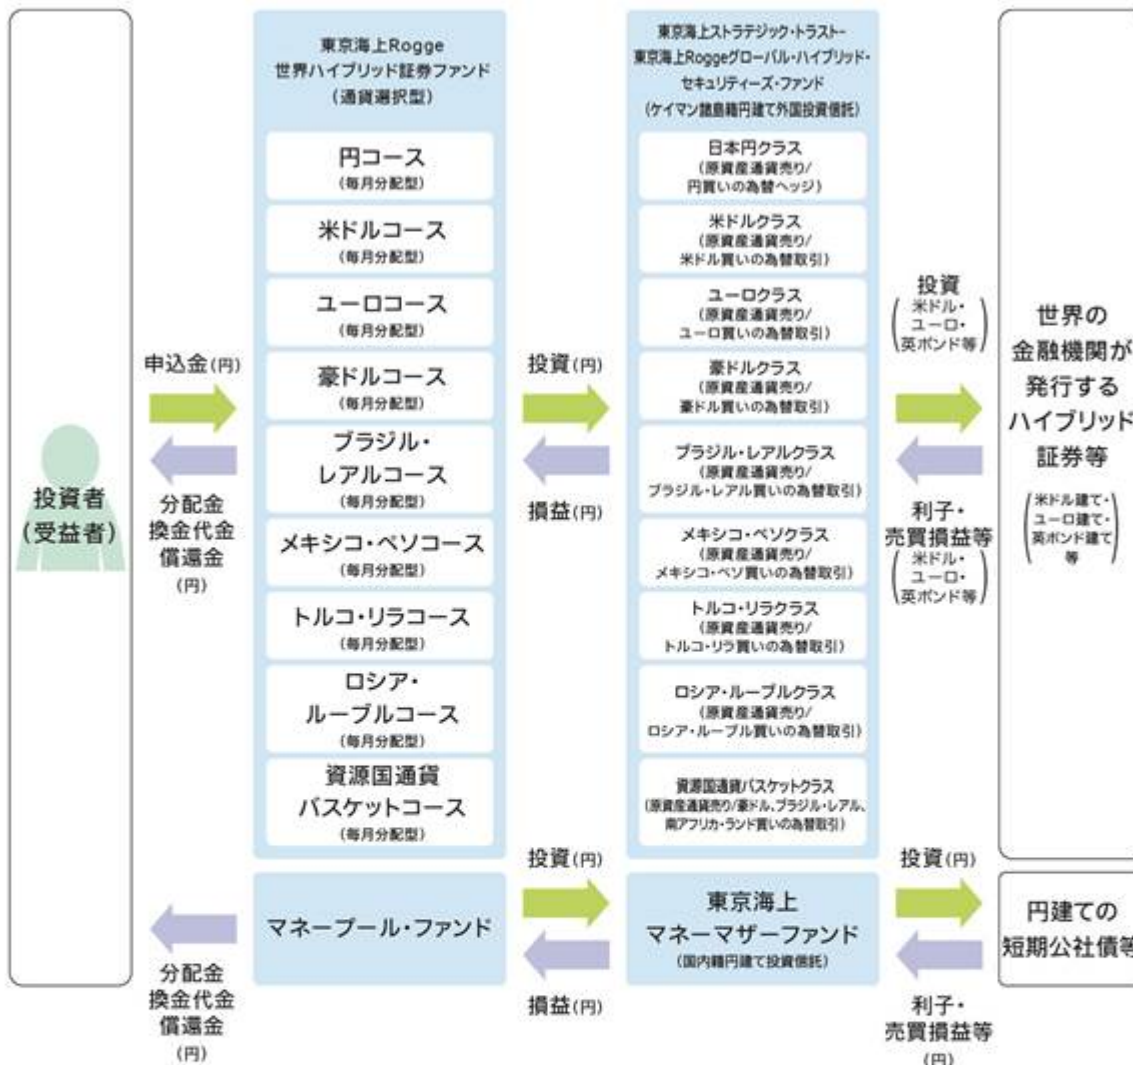 投資者
(受益者)
申込金(円)
分配金
換金代金
償還金
(円)
東京海上Rogge
世界ハイブリッド証券ファンド
(通貨選択型)
円コース
(毎月分配型)
米ドルコース
(毎月分配型)
ユーロコース
(毎月分配型)
豪ドルコース
(毎月分配型)
ブラジル・
レアルコース
(毎月分配型)
メキシコ・ペソコース
(毎月分配型)
トルコ・リラコース
(毎月分配型)
ロシア・
ルーブルコース
(毎月分配型)
資源国通貨
バスケットコース
(毎月分配型)
投資(円)
損益(円)
東京海上ストラテジック・トラスト-
東京海上Roggeグローバル・ハイブリッド・
セキュリティーズ・ファンド
(ケイマン諸島籍円建て外国投資信託)
日本円クラス
(原資産通貨売り/
円買いの為替ヘッジ)
米ドルクラス
(原資産通貨売り/
米ドル買いの為替取引)
ユーロクラス
(原資産通貨売り/
ユーロ買いの為替取引)
豪ドルクラス
(原資産通貨売り/
豪ドル買いの為替取引)
ブラジル・レアルクラス
(原資産通貨売り/
ブラジル・レアル買いの為替取引)
メキシコ・ペソクラス
(原資産通貨売り/
メキシコ・ペソ買いの為替取引)
トルコ・リラクラス
(原資産通貨売り/
トルコ・リラ買いの為替取引)
ロシア・ルーブルクラス
(原資産通貨売り/
ロシア・ルーブル買いの為替取引)
資源国通貨バスケットクラス
(原資産通貨売り/豪ドル、ブラジル・レアル、
南アフリカ・ランド買いの為替取引)
投資
(米ドル・
ユーロ・
英ポンド等)
利子・
売買損益等
(米ドル・
ユーロ・
英ポンド等)
世界の
金融機関が
発行する
ハイブリッド
証券等
(米ドル建て・
ユーロ建て・
英ポンド建て
等)
分配金
換金代金
償還金
(円)
マネープール・ファンド
投資(円)
損益(円)
東京海上
マネーマザーファンド
(国内籍円建て投資信託)
投資(円)
利子・
売買損益等
(円)
円建ての
短期公社債等